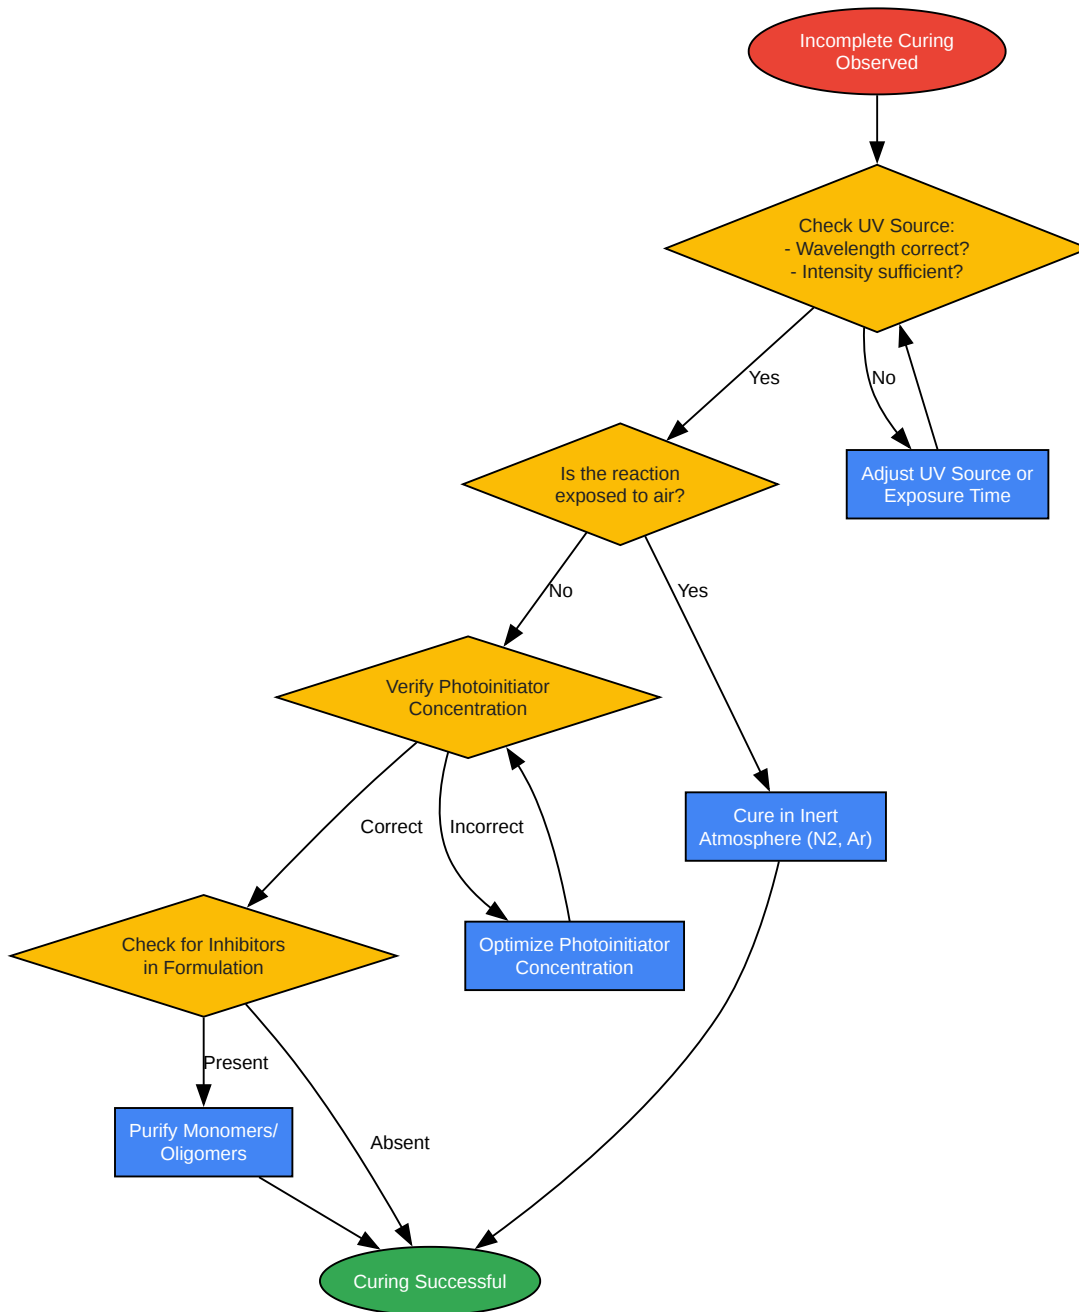 Incomplete Curing
Observed
Check UV Source:
- Wavelength correct?
- Intensity sufficient?
Yes
No
Is the reaction
exposed to air?
Adjust UV Source or
Exposure Time
No
Yes
Verify Photoinitiator
Concentration
Correct
Incorrect
Cure in Inert
Atmosphere (N2, Ar)
Check for Inhibitors
in Formulation
Optimize Photoinitiator
Concentration
Present
Absent
Purify Monomers/
Oligomers
Curing Successful